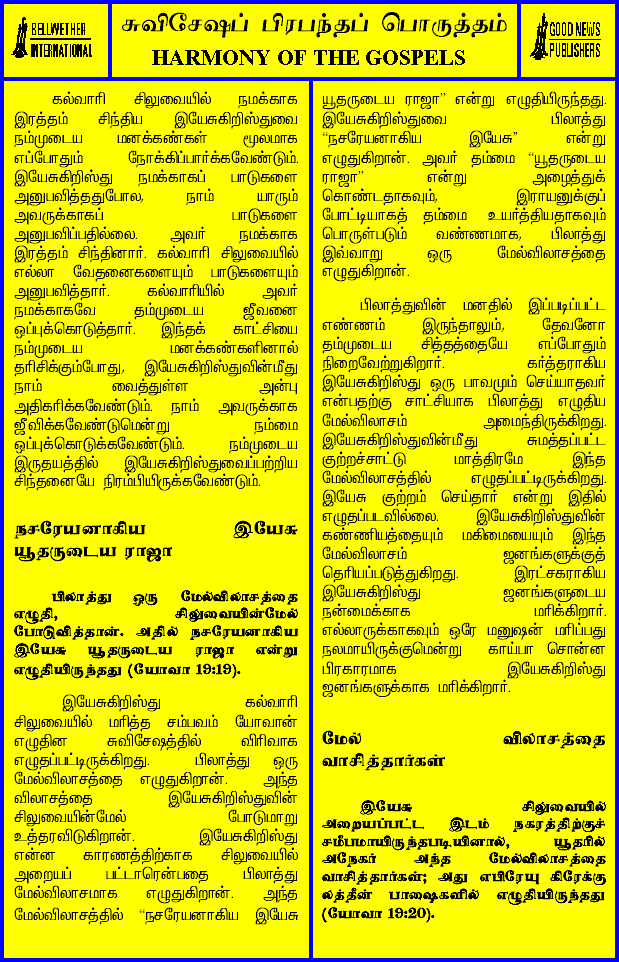 BELLWETHER
INTERNATIONAL
சுவிசேஷப் பிரபந்தப் பொருத்தம்
HARMONY OF THE GOSPELS
GOOD NEWS
PUBLISHERS
கல்வாரி சிலுவையில் நமக்காக
இரத்தம் சிந்திய இயேசுகிறிஸ்துவை
நம்முடைய மனக்கண்கள் மூலமாக
எப்போதும் நோக்கிப்பார்க்கவேண்டும்.
இயேசுகிறிஸ்து நமக்காகப் பாடுகளை
அனுபவித்ததுபோல, நாம் யாரும்
அவருக்காகப் பாடுகளை
அனுபவிப்பதில்லை. அவர் நமக்காக
இரத்தம் சிந்தினார். கல்வாரி சிலுவையில்
எல்லா வேதனைகளையும் பாடுகளையும்
அனுபவித்தார். கல்வாரியில் அவர்
நமக்காகவே தம்முடைய ஜீவனை
ஒப்புக்கொடுத்தார். இந்தக் காட்சியை
நம்முடைய மனக்கண்களினால்
தரிசிக்கும்போது, இயேசுகிறிஸ்துவின்மீது
நாம் வைத்துள்ள அன்பு
அதிகரிக்கவேண்டும். நாம் அவருக்காக
ஜீவிக்கவேண்டுமென்று நம்மை
ஒப்புக்கொடுக்கவேண்டும். நம்முடைய
இருதயத்தில் இயேசுகிறிஸ்துவைப்பற்றிய
சிந்தனையே நிரம்பியிருக்கவேண்டும்.
நசரேயனாகிய இயேசு
யூதருடைய ராஜா
பிலாத்து ஒரு மேல்விலாசத்தை
எழுதி, சிலுவையின்மேல்
போடுவித்தான். அதில் நசரேயனாகிய
இயேசு யூதருடைய ராஜா என்று
எழுதியிருந்தது (யோவா 19:19).
இயேசுகிறிஸ்து கல்வாரி
சிலுவையில் மரித்த சம்பவம் யோவான்
எழுதின சுவிசேஷத்தில் விரிவாக
எழுதப்பட்டிருக்கிறது. பிலாத்து ஒரு
மேல்விலாசத்தை எழுதுகிறான். அந்த
விலாசத்தை இயேசுகிறிஸ்துவின்
சிலுவையின்மேல் போடுமாறு
உத்தரவிடுகிறான். இயேசுகிறிஸ்து
என்ன காரணத்திற்காக சிலுவையில்
அறையப் பட்டாரென்பதை பிலாத்து
மேல்விலாசமாக எழுதுகிறான். அந்த
மேல்விலாசத்தில் “நசரேயனாகிய இயேசு
யூதருடைய ராஜா” என்று எழுதியிருந்தது.
இயேசுகிறிஸ்துவை பிலாத்து
“நசரேயனாகிய இயேசு” என்று
எழுதுகிறான். அவர் தம்மை “யூதருடைய
ராஜா” என்று அழைத்துக்
கொண்டதாகவும், இராயனுக்குப்
போட்டியாகத் தம்மை உயர்த்தியதாகவும்
பொருள்படும் வண்ணமாக, பிலாத்து
இவ்வாறு ஒரு மேல்விலாசத்தை
எழுதுகிறான்.
பிலாத்துவின் மனதில் இப்படிப்பட்ட
எண்ணம் இருந்தாலும், தேவனோ
தம்முடைய சித்தத்தையே எப்போதும்
நிறைவேற்றுகிறார். கர்த்தராகிய
இயேசுகிறிஸ்து ஒரு பாவமும் செய்யாதவர்
என்பதற்கு சாட்சியாக பிலாத்து எழுதிய
மேல்விலாசம் அமைந்திருக்கிறது.
இயேசுகிறிஸ்துவின்மீது சுமத்தப்பட்ட
குற்றச்சாட்டு மாத்திரமே இந்த
மேல்விலாசத்தில் எழுதப்பட்டிருக்கிறது.
இயேசு குற்றம் செய்தார் என்று இதில்
எழுதப்படவில்லை. இயேசுகிறிஸ்துவின்
கண்ணியத்தையும் மகிமையையும் இந்த
மேல்விலாசம் ஜனங்களுக்குத்
தெரியப்படுத்துகிறது. இரட்சகராகிய
இயேசுகிறிஸ்து ஜனங்களுடைய
நன்மைக்காக மரிக்கிறார்.
எல்லாருக்காகவும் ஒரே மனுஷன் மரிப்பது
நலமாயிருக்குமென்று காய்பா சொன்ன
பிரகாரமாக இயேசுகிறிஸ்து
ஜனங்களுக்காக மரிக்கிறார்.
மேல் விலாசத்தை
வாசித்தார்கள்
இயேசு சிலுவையில்
அறையப்பட்ட இடம் நகரத்திற்குச்
சமீபமாயிருந்தபடியினால், யூதரில்
அநேகர் அந்த மேல்விலாசத்தை
வாசித்தார்கள்; அது எபிரேயு கிரேக்கு
லத்தீன் பாஷைகளில் எழுதியிருந்தது
(யோவா 19:20).